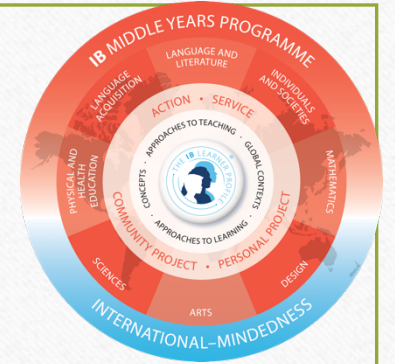 IB MIDDLE YEARS PROGRAMME
LANGUAGE AND
LITERATURE
LANGUAGE
ACQUISITION
INDIVIDUALS
AND SOCIETIES
PHYSICAL AND
HEALTH
EDUCATION
MATHEMATICS
SCIENCES
DESIGN
ARTS
ACTION • SERVICE
COMMUNITY PROJECT • PERSONAL PROJECT
APPROACHES TO TEACHING
GLOBAL CONTEXTS
CONCEPTS
APPROACHES TO LEARNING
THE IB LEARNER PROFILE
INTERNATIONAL–MINDEDNESS